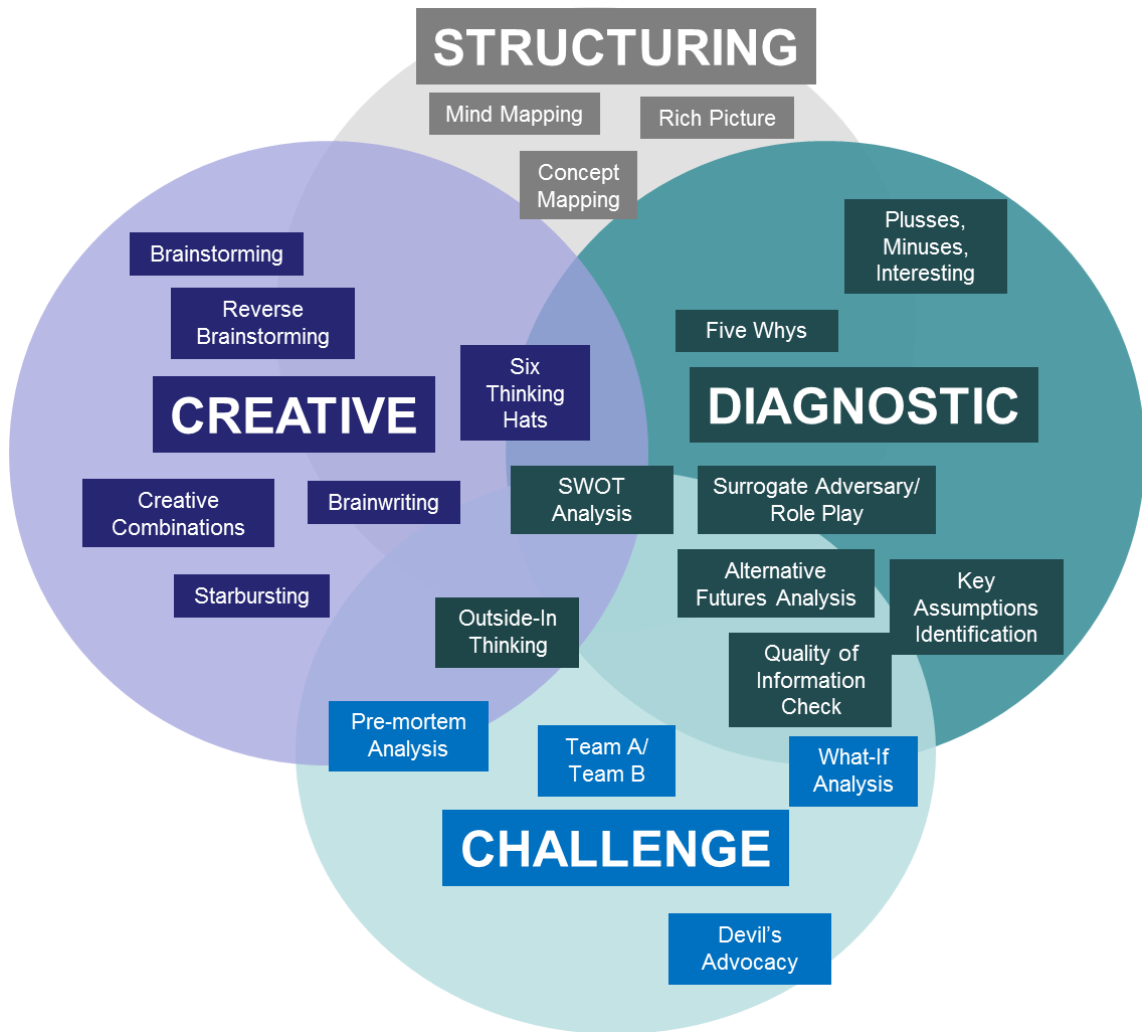 STRUCTURING
Mind Mapping
Rich Picture
Concept
Mapping
Plusses,
Minuses,
Interesting
Brainstorming
Reverse
Brainstorming
Five Whys
Six
Thinking
Hats
CREATIVE
DIAGNOSTIC
Creative
Combinations
Brainwriting
SWOT
Analysis
Surrogate Adversary/
Role Play
Starbursting
Alternative
Futures Analysis
Key
Assumptions
Identification
Outside-In
Thinking
Quality of
Information
Check
Pre-mortem
Analysis
Team A/
Team B
What-If
Analysis
CHALLENGE
Devil's
Advocacy